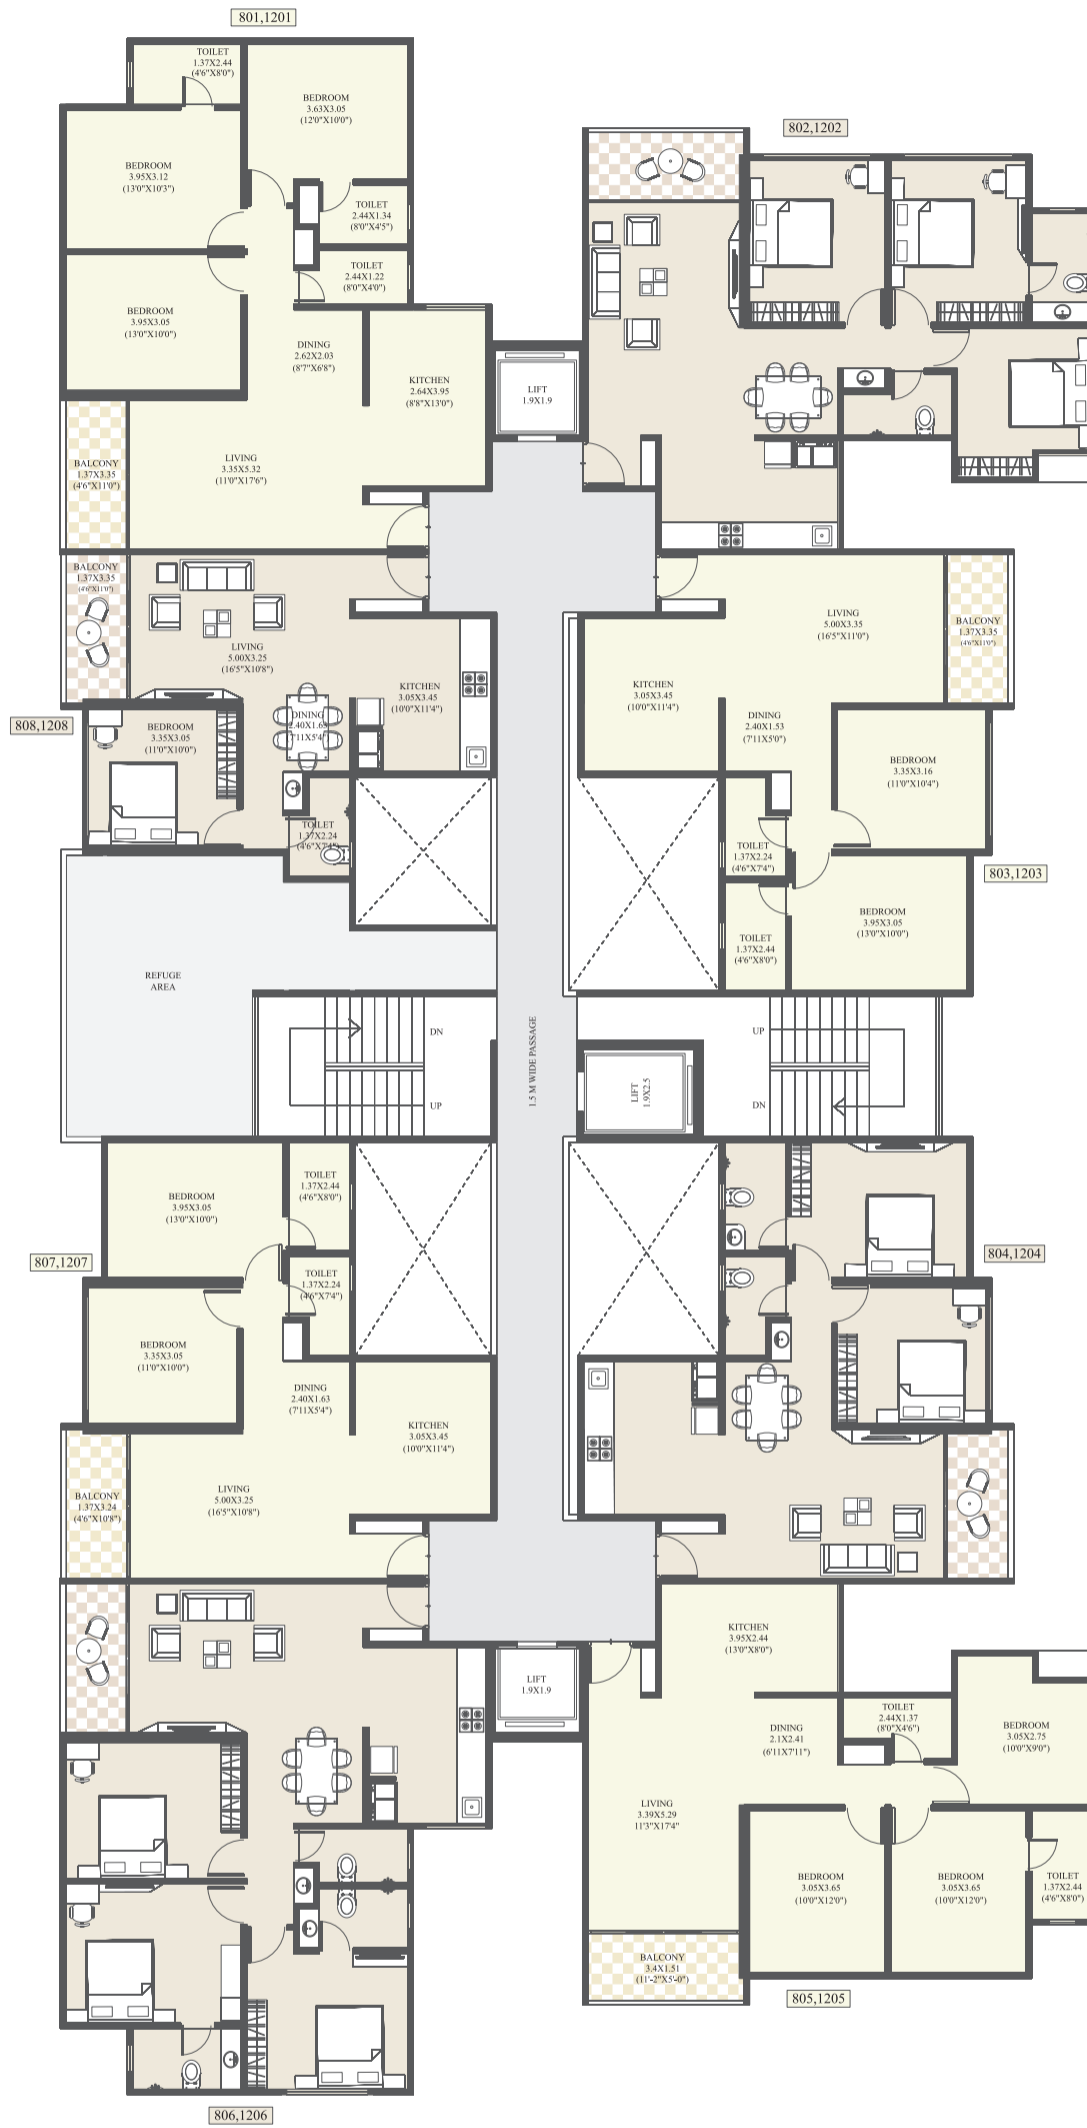 801,1201
TOILET
1.37X2.44
(4'6"X8'0")
BEDROOM
3.63X3.05
(12'0"X10'0")
BEDROOM
3.95X3.12
(13'0"X10'3")
TOILET
2.44X1.34
(8'0"X4'5")
TOILET
2.44X1.22
(8'0"X4'0")
BEDROOM
3.95X3.05
(13'0"X10'0")
DINING
2.62X2.03
(8'7"X6'8")
KITCHEN
2.64X3.95
(8'8"X13'0")
LIVING
3.35X5.32
(11'0"X17'6")
BALCONY
1.37X3.35
(4'6"X11'0")
LIFT
1.9X1.9
802,1202
BALCONY
1.37X3.35
(4'6"X11'0")
LIVING
5.00X3.25
(16'5"X10'8")
KITCHEN
3.05X3.45
(10'0"X11'4")
DINING
2.40X1.63
(7'11X5'4")
808,1208
BEDROOM
3.35X3.05
(11'0"X10'0")
TOILET
1.37X2.24
(4'6"X7'4")
LIVING
5.00X3.35
(16'5"X11'0")
BALCONY
1.37X3.35
(4'6"X11'0")
KITCHEN
3.05X3.45
(10'0"X11'4")
DINING
2.40X1.53
(7'11X5'0")
BEDROOM
3.35X3.16
(11'0"X10'4")
TOILET
1.37X2.24
(4'6"X7'4")
803,1203
BEDROOM
3.95X3.05
(13'0"X10'0")
TOILET
1.37X2.44
(4'6"X8'0")
REFUGE
AREA
DN
UP
1.5 M WIDE PASSAGE
UP
DN
LIFT
1.9X2.5
BEDROOM
3.95X3.05
(13'0"X10'0")
TOILET
1.37X2.44
(4'6"X8'0")
807,1207
TOILET
1.37X2.24
(4'6"X7'4")
BEDROOM
3.35X3.05
(11'0"X10'0")
DINING
2.40X1.63
(7'11X5'4")
KITCHEN
3.05X3.45
(10'0"X11'4")
LIVING
5.00X3.25
(16'5"X10'8")
BALCONY
1.37X3.24
(4'6"X10'8")
804,1204
LIFT
1.9X1.9
KITCHEN
3.95X2.44
(13'0"X8'0")
TOILET
2.44X1.37
(8'0"X4'6")
DINING
2.1X2.41
(6'11X7'11")
BEDROOM
3.05X2.75
(10'0"X9'0")
LIVING
3.39X5.29
11'3"X17'4"
BEDROOM
3.05X3.65
(10'0"X12'0")
BEDROOM
3.05X3.65
(10'0"X12'0")
TOILET
1.37X2.44
(4'6"X8'0")
BALCONY
3.4X1.51
(11'-2"X5'-0")
805,1205
806,1206